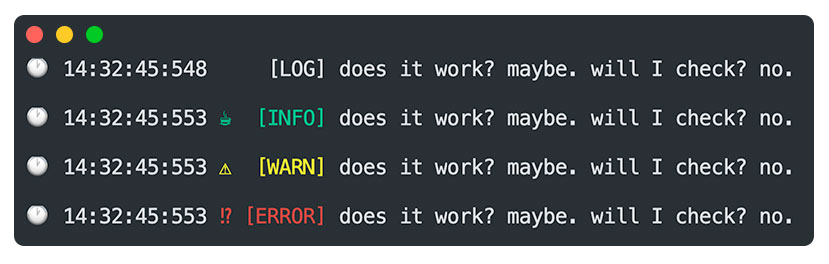 🕐 14:32:45:548     [LOG] does it work? maybe. will I check? no.
🕐 14:32:45:553 ☕  [INFO] does it work? maybe. will I check? no.
🕐 14:32:45:553 ⚠  [WARN] does it work? maybe. will I check? no.
🕐 14:32:45:553 ⁉ [ERROR] does it work? maybe. will I check? no.